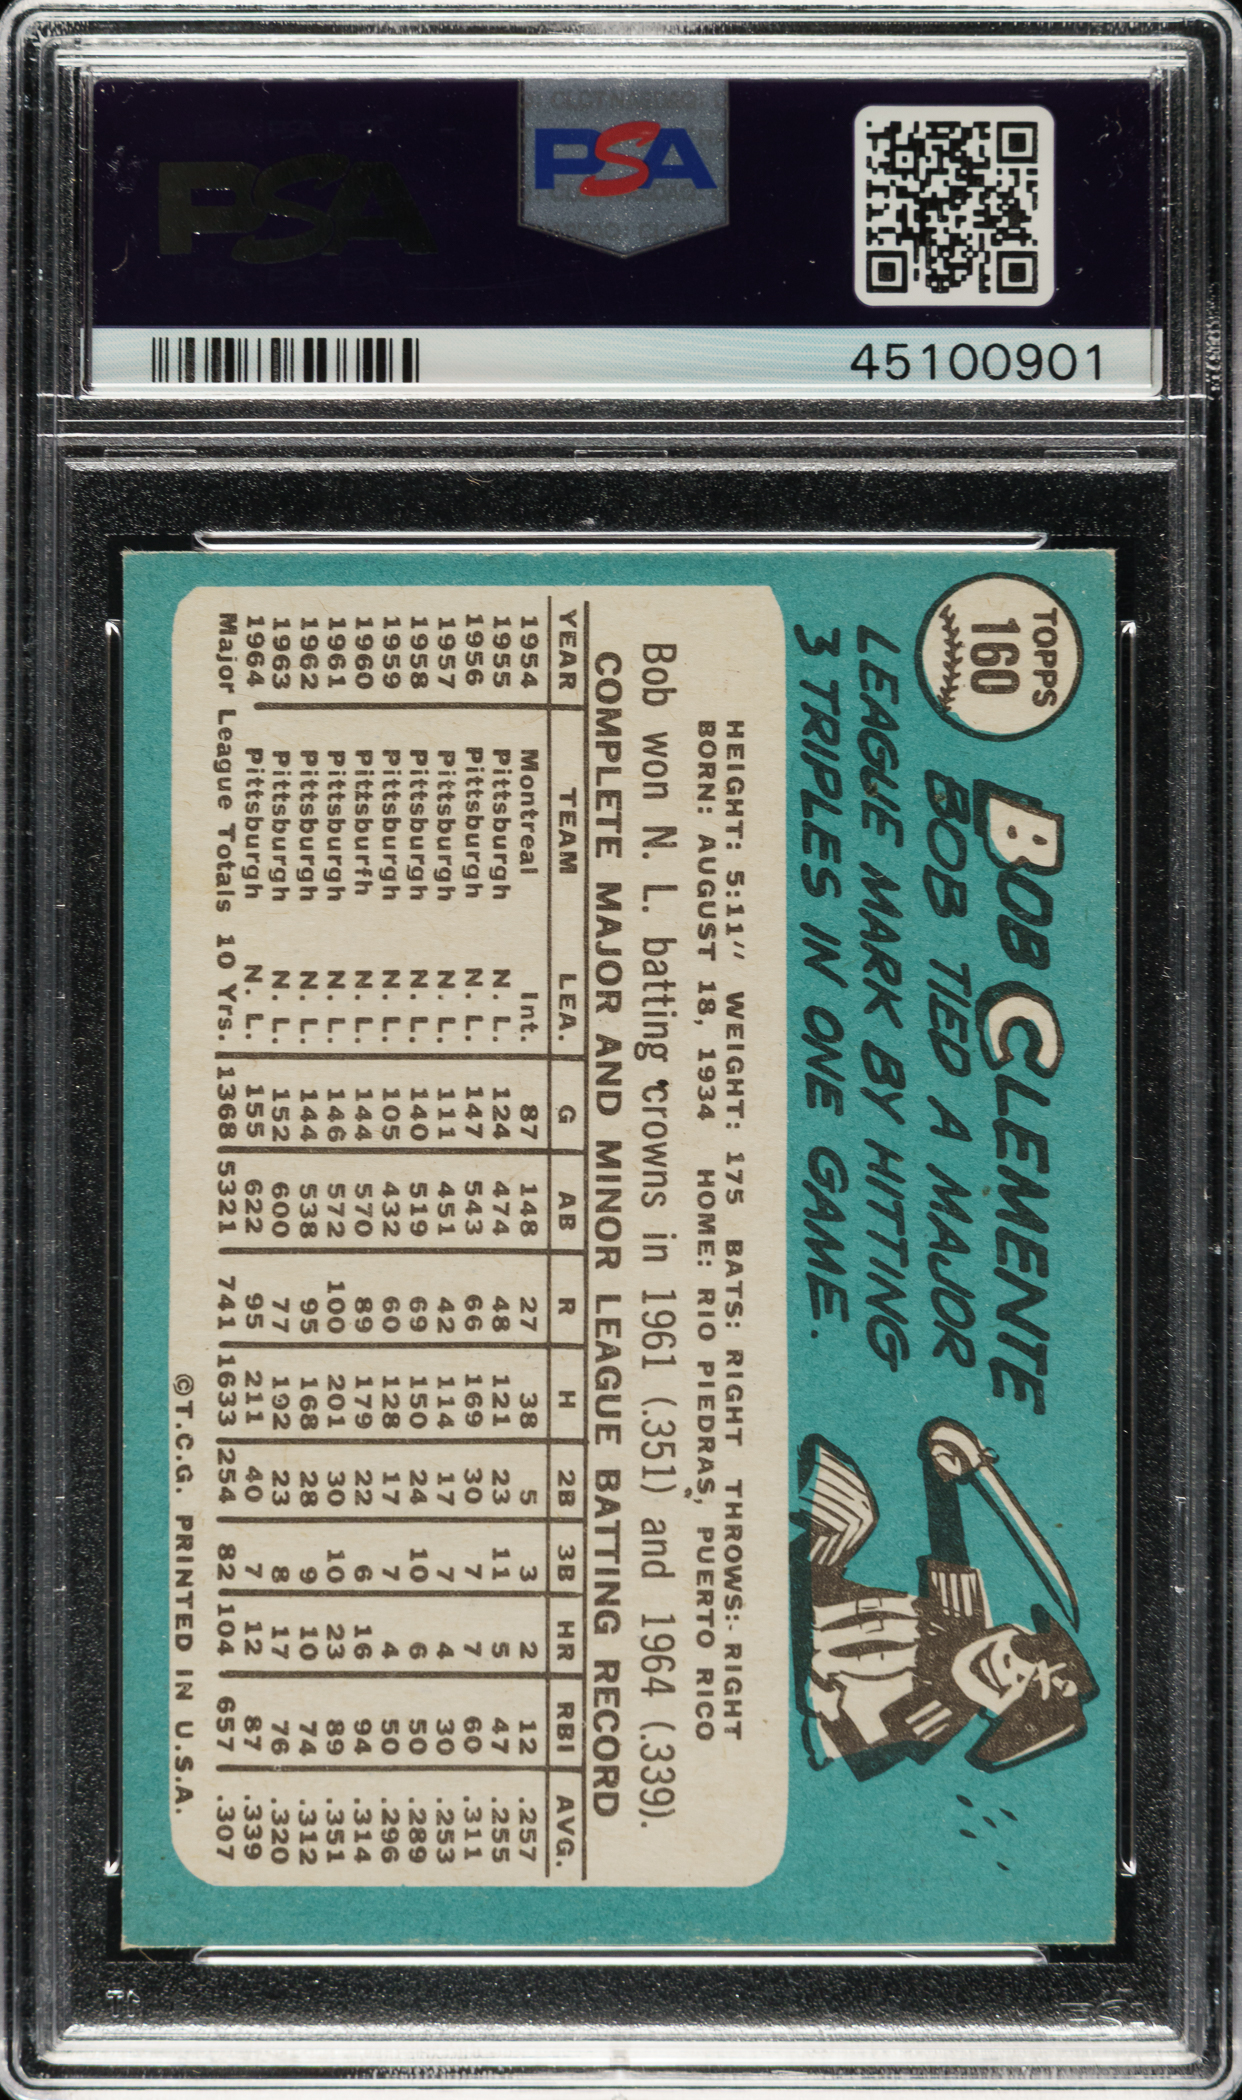 PSA
PSA
45100901
TOPPS
160
BOB CLEMENTE
BOB TIED A MAJOR
LEAGUE MARK BY HITTING
3 TRIPLES IN ONE GAME.
HEIGHT: 5:11'' WEIGHT: 175 BATS: RIGHT THROWS: RIGHT
BORN: AUGUST 18, 1934 HOME: RIO PIEDRAS, PUERTO RICO
Bob won N. L. batting crowns in 1961 (.351) and 1964 (.339).
COMPLETE MAJOR AND MINOR LEAGUE BATTING RECORD
YEAR TEAM LEA. G AB R H 2B 3B HR RBI AVG.
1954 Montreal Int. 87 148 27 38 5 3 2 12 .257
1955 Pittsburgh N. L. 124 474 48 121 23 11 5 47 .255
1956 Pittsburgh N. L. 147 543 66 169 30 7 7 60 .311
1957 Pittsburgh N. L. 111 451 42 114 17 7 4 30 .253
1958 Pittsburgh N. L. 140 519 69 150 24 10 6 50 .289
1959 Pittsburgh N. L. 105 432 60 128 17 7 4 50 .296
1960 Pittsburfh N. L. 144 570 89 179 22 6 16 94 .314
1961 Pittsburgh N. L. 146 572 100 201 30 10 23 89 .351
1962 Pittsburgh N. L. 144 538 95 168 28 9 10 74 .312
1963 Pittsburgh N. L. 152 600 77 192 23 8 17 76 .320
1964 Pittsburgh N. L. 155 622 95 211 40 7 12 87 .339
Major League Totals 10 Yrs. 1368 5321 741 1633 254 82 104 657 .307
©T.C.G. PRINTED IN U.S.A.